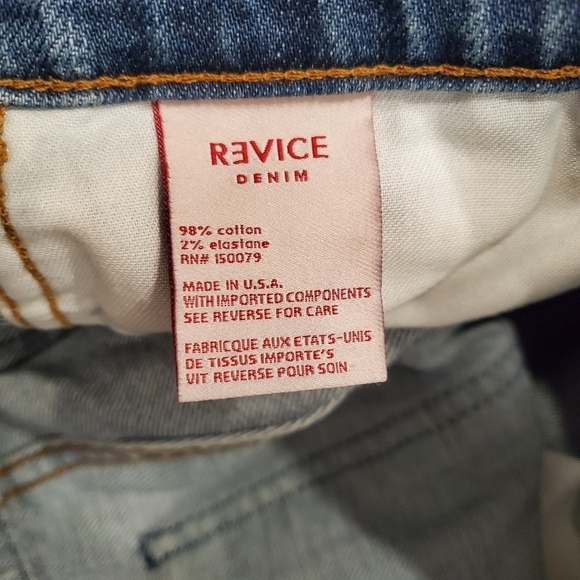 RƎVICE
DENIM
98% cotton
2% elastane
RN# 150079
MADE IN U.S.A.
WITH IMPORTED COMPONENTS
SEE REVERSE FOR CARE
FABRICQUE AUX ETATS-UNIS
DE TISSUS IMPORTE'S
VIT REVERSE POUR SOIN